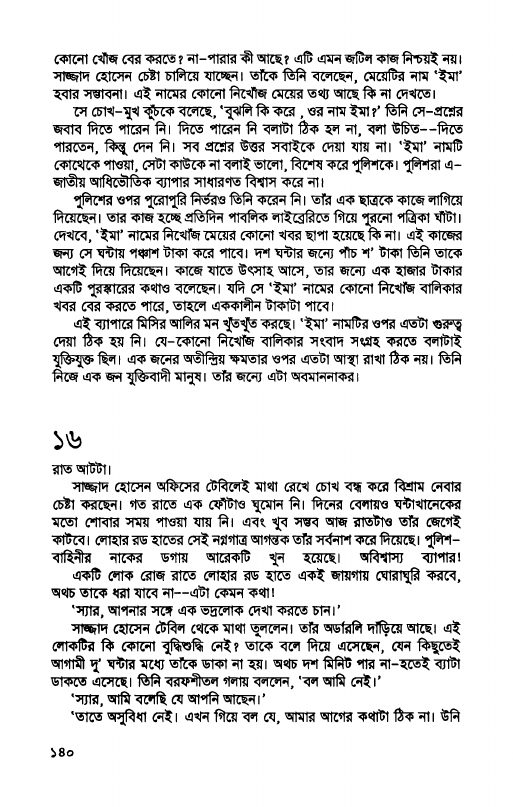 কোনো খোঁজ বের করতে? না-পারার কী আছে? এটি এমন জটিল কাজ নিশ্চয়ই নয়।
সাজ্জাদ হোসেন চেষ্টা চালিয়ে যাচ্ছেন। তাঁকে তিনি বলেছেন, মেয়েটির নাম ‘ইমা’
হবার সম্ভাবনা। এই নামের কোনো নিখোঁজ মেয়ের তথ্য আছে কি না দেখতে।
সে চোখ-মুখ কুঁচকে বলেছে, ‘বুঝলি কি করে , ওর নাম ইমা?’ তিনি সে-প্রশ্নের
জবাব দিতে পারেন নি। দিতে পারেন নি বলাটা ঠিক হল না, বলা উচিত--দিতে
পারতেন, কিন্তু দেন নি। সব প্রশ্নের উত্তর সবাইকে দেয়া যায় না। ‘ইমা’ নামটি
কোথেকে পাওয়া, সেটা কাউকে না বলাই ভালো, বিশেষ করে পুলিশকে। পুলিশরা এ-
জাতীয় আধিভৌতিক ব্যাপার সাধারণত বিশ্বাস করে না।
পুলিশের ওপর পুরোপুরি নির্ভরও তিনি করেন নি। তাঁর এক ছাত্রকে কাজে লাগিয়ে
দিয়েছেন। তার কাজ হচ্ছে প্রতিদিন পাবলিক লাইব্রেরিতে গিয়ে পুরনো পত্রিকা ঘাঁটা।
দেখবে, ‘ইমা’ নামের নিখোঁজ মেয়ের কোনো খবর ছাপা হয়েছে কি না। এই কাজের
জন্য সে ঘন্টায় পঞ্চাশ টাকা করে পাবে। দশ ঘন্টার জন্যে পাঁচ শ’ টাকা তিনি তাকে
আগেই দিয়ে দিয়েছেন। কাজে যাতে উৎসাহ আসে, তার জন্যে এক হাজার টাকার
একটি পুরস্কারের কথাও বলেছেন। যদি সে ‘ইমা’ নামের কোনো নিখোঁজ বালিকার
খবর বের করতে পারে, তাহলে এককালীন টাকাটা পাবে।
এই ব্যাপারে মিসির আলির মন খুঁতখুঁত করছে। ‘ইমা’ নামটির ওপর এতটা গুরুত্ব
দেয়া ঠিক হয় নি। যে-কোনো নিখোঁজ বালিকার সংবাদ সংগ্রহ করতে বলাটাই
যুক্তিযুক্ত ছিল। এক জনের অতীন্দ্রিয় ক্ষমতার ওপর এতটা আস্থা রাখা ঠিক নয়। তিনি
নিজে এক জন যুক্তিবাদী মানুষ। তাঁর জন্যে এটা অবমাননাকর।
১৬
রাত আটটা।
সাজ্জাদ হোসেন অফিসের টেবিলেই মাথা রেখে চোখ বন্ধ করে বিশ্রাম নেবার
চেষ্টা করছেন। গত রাতে এক ফোঁটাও ঘুমোন নি। দিনের বেলায়ও ঘন্টাখানেকের
মতো শোবার সময় পাওয়া যায় নি। এবং খুব সম্ভব আজ রাতটাও তাঁর জেগেই
কাটবে। লোহার রড হাতের সেই নগ্নগাত্র আগন্তক তাঁর সর্বনাশ করে দিয়েছে। পুলিশ-
বাহিনীর নাকের ডগায় আরেকটি খুন হয়েছে। অবিশ্বাস্য ব্যাপার!
একটি লোক রোজ রাতে লোহার রড হাতে একই জায়গায় ঘোরাঘুরি করবে,
অথচ তাকে ধরা যাবে না--এটা কেমন কথা!
‘স্যার, আপনার সঙ্গে এক ভদ্রলোক দেখা করতে চান।’
সাজ্জাদ হোসেন টেবিল থেকে মাথা তুললেন। তাঁর অর্ডারলি দাঁড়িয়ে আছে। এই
লোকটির কি কোনো বুদ্ধিশুদ্ধি নেই? তাকে বলে দিয়ে এসেছেন, যেন কিছুতেই
আগামী দু’ ঘন্টার মধ্যে তাঁকে ডাকা না হয়। অথচ দশ মিনিট পার না-হতেই ব্যাটা
ডাকতে এসেছে। তিনি বরফশীতল গলায় বললেন, ‘বল আমি নেই।’
‘স্যার, আমি বলেছি যে আপনি আছেন।’
‘তাতে অসুবিধা নেই। এখন গিয়ে বল যে, আমার আগের কথাটা ঠিক না। উনি
১৪০